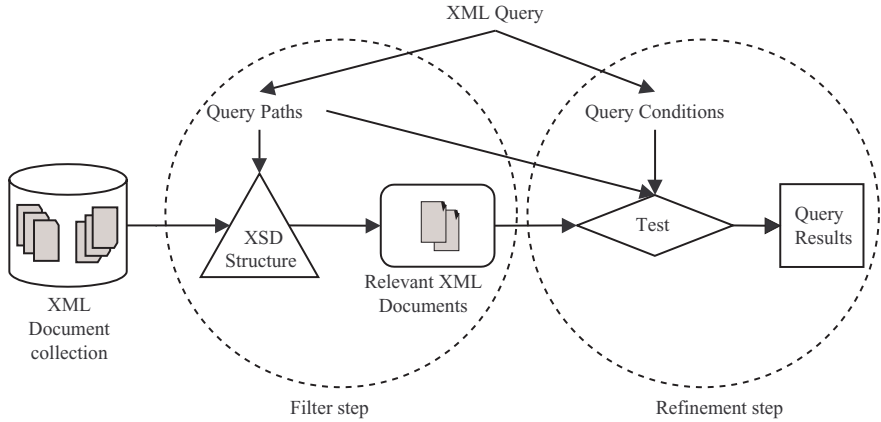 XML Query
Query Paths
Query Conditions
XSD
Structure
Test
Query
Results
Relevant XML
Documents
XML
Document
collection
Filter step
Refinement step